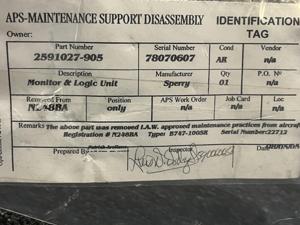 APS-MAINTENANCE SUPPORT DISASSEMBLY IDENTIFICATION
TAG
Owner:
Part Number Serial Number Cond Vendor
2591027-905 78070607 AR n/a
Description Manufacturer Qty P.O. Nº
Monitor & Logic Unit Sperry 01 n/a
Removed From Position APS Work Order Job Card Loc
N248BA only n/a n/a n/a
Remarks The above part was removed I.A.W. approved maintenance practices from aircraft
Registration # N248BA Type: B747-100SR Serial Number:22712
Prepared By Inspector